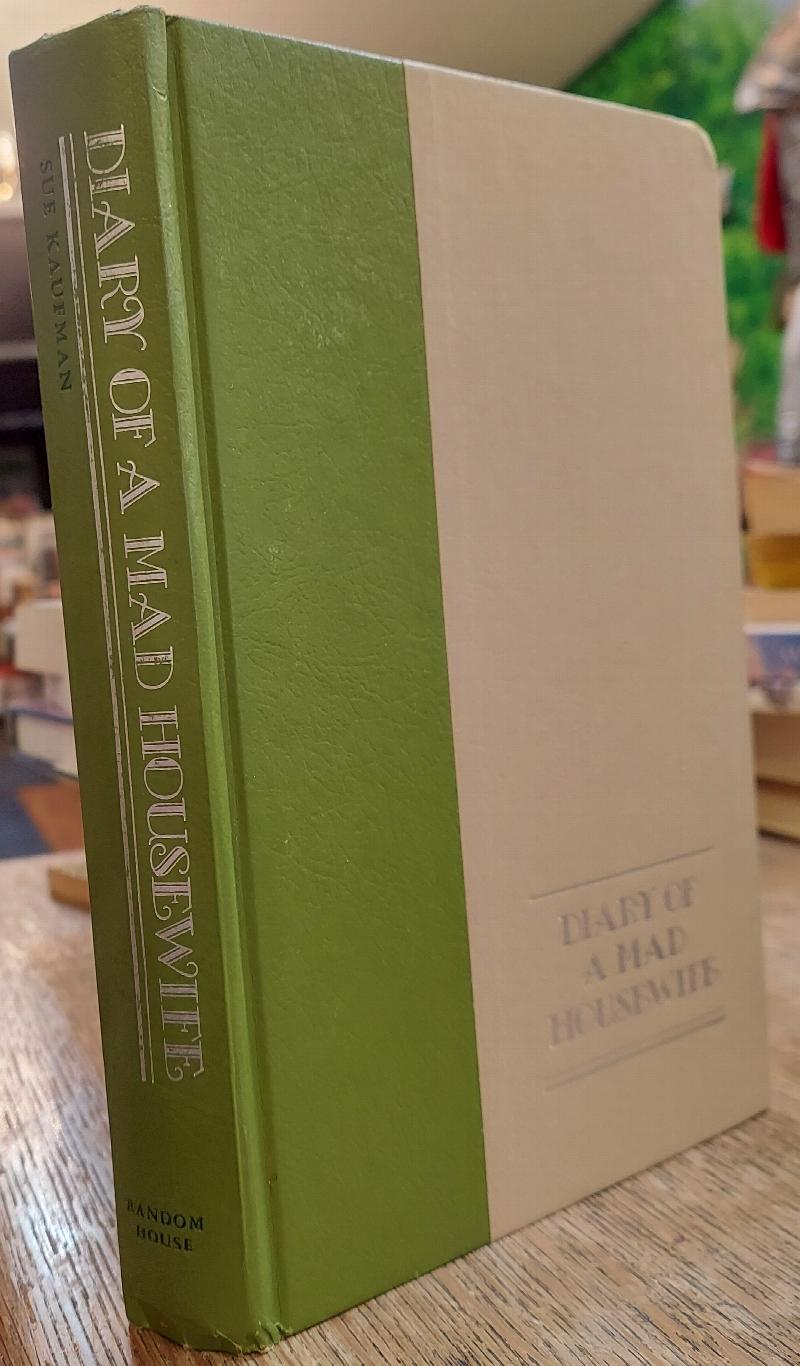 SUE KAUFMAN
DIARY OF A MAD HOUSEWIFE
RANDOM
HOUSE
DIARY OF
A MAD
HOUSEWIFE